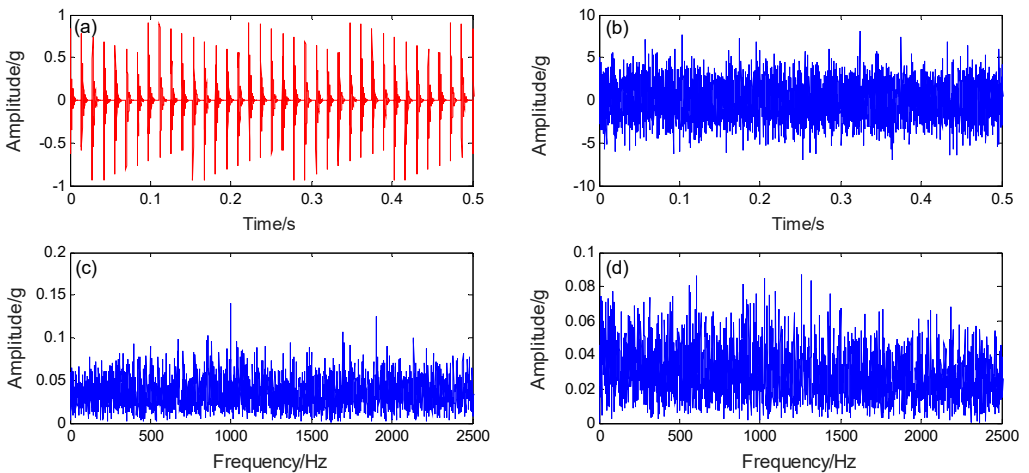 (a)
Amplitude/g
1
0.5
0
-0.5
-1
0 0.1 0.2 0.3 0.4 0.5
Time/s
(b)
Amplitude/g
10
5
0
-5
-10
0 0.1 0.2 0.3 0.4 0.5
Time/s
(c)
Amplitude/g
0.2
0.15
0.1
0.05
0
0 500 1000 1500 2000 2500
Frequency/Hz
(d)
Amplitude/g
0.1
0.08
0.06
0.04
0.02
0
0 500 1000 1500 2000 2500
Frequency/Hz